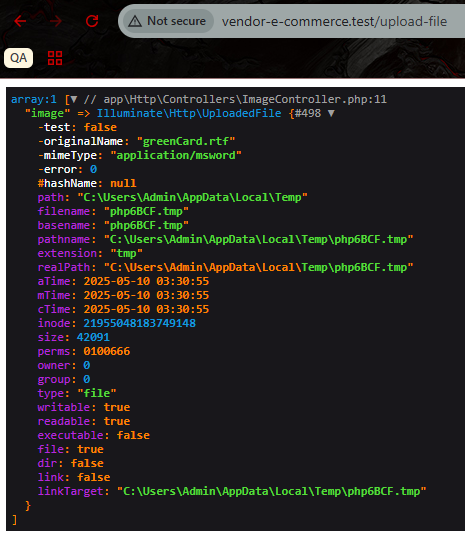 Not secure vendor-e-commerce.test/upload-file
QA
array:1 [▼ // app\Http\Controllers\ImageController.php:11
  "image" => Illuminate\Http\UploadedFile {#498 ▼
    -test: false
    -originalName: "greenCard.rtf"
    -mimeType: "application/msword"
    -error: 0
    #hashName: null
    path: "C:\Users\Admin\AppData\Local\Temp"
    filename: "php6BCF.tmp"
    basename: "php6BCF.tmp"
    pathname: "C:\Users\Admin\AppData\Local\Temp\php6BCF.tmp"
    extension: "tmp"
    realPath: "C:\Users\Admin\AppData\Local\Temp\php6BCF.tmp"
    aTime: 2025-05-10 03:30:55
    mTime: 2025-05-10 03:30:55
    cTime: 2025-05-10 03:30:55
    inode: 21955048183749148
    size: 42091
    perms: 0100666
    owner: 0
    group: 0
    type: "file"
    writable: true
    readable: true
    executable: false
    file: true
    dir: false
    link: false
    linkTarget: "C:\Users\Admin\AppData\Local\Temp\php6BCF.tmp"
  }
]